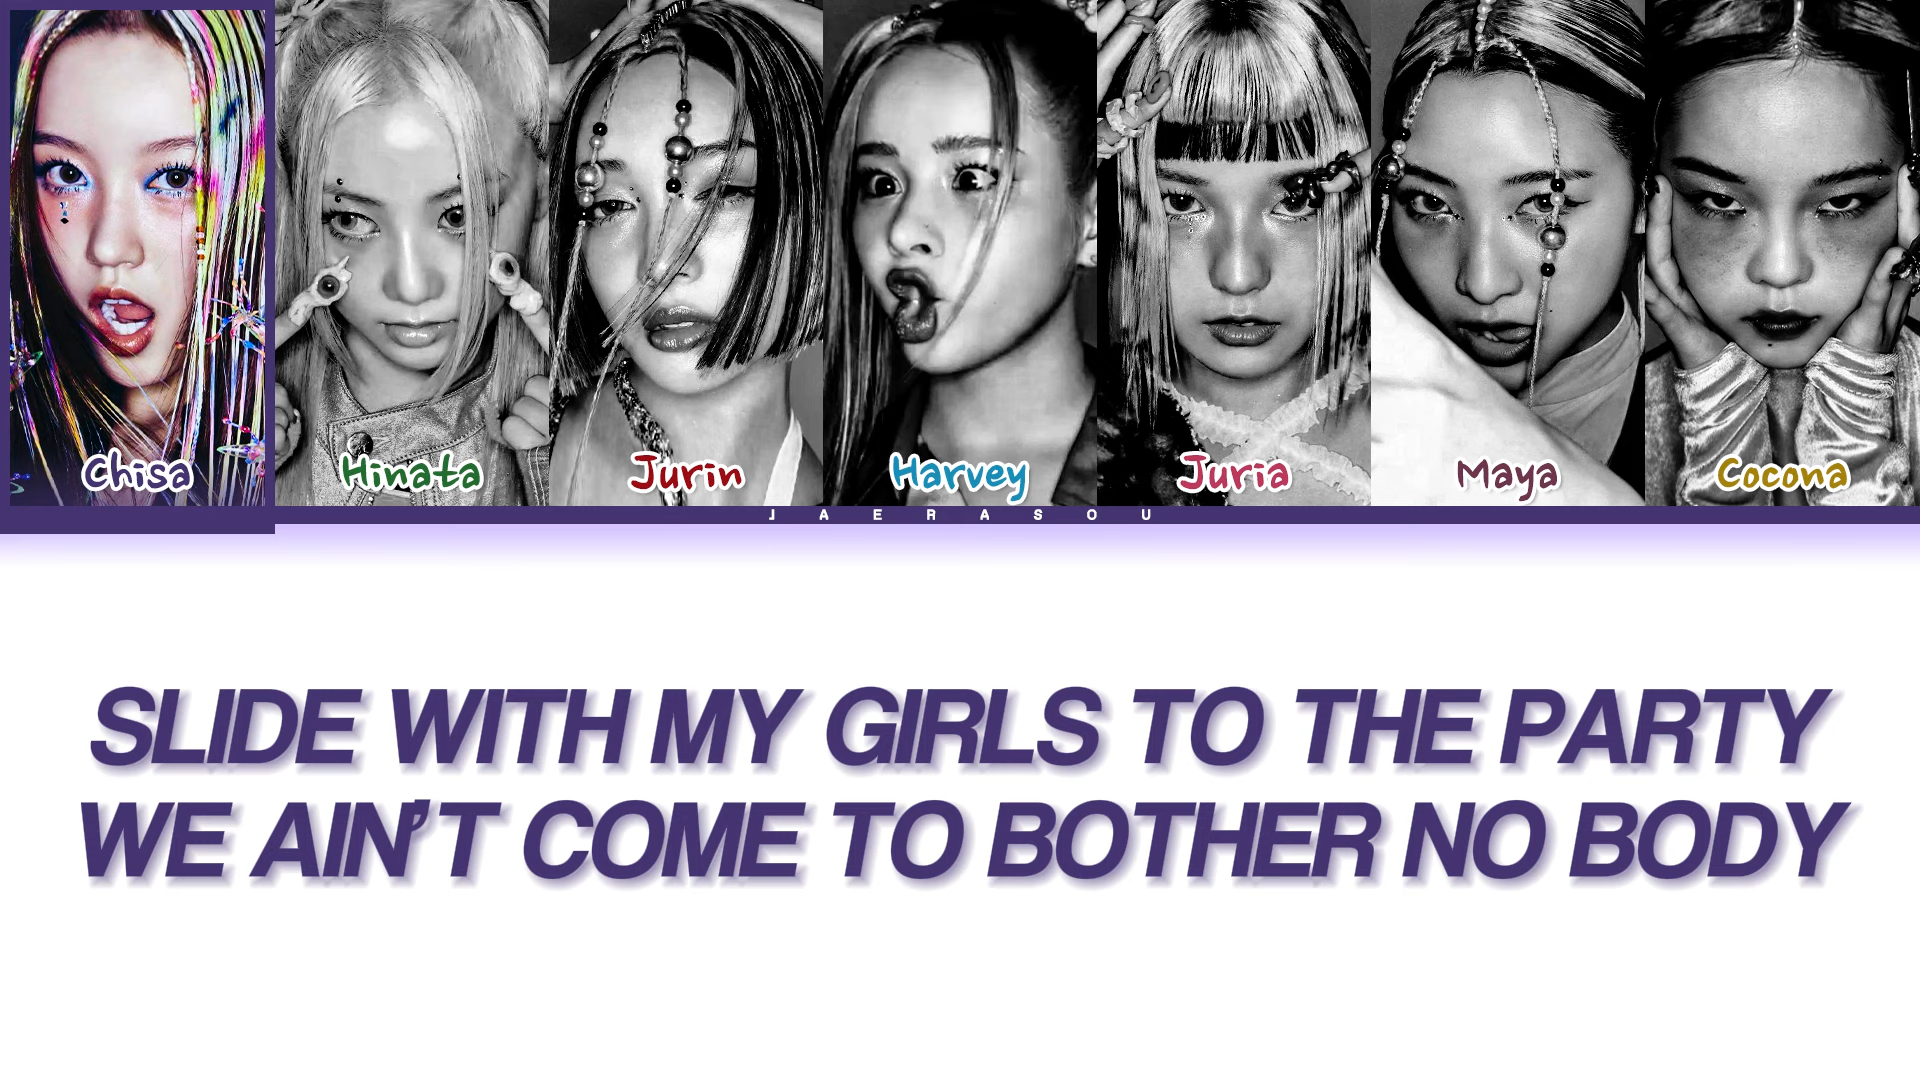 Chisa Hinata Jurin Harvey Juria Maya Cocona
JAERASOU
SLIDE WITH MY GIRLS TO THE PARTY
WE AIN'T COME TO BOTHER NO BODY